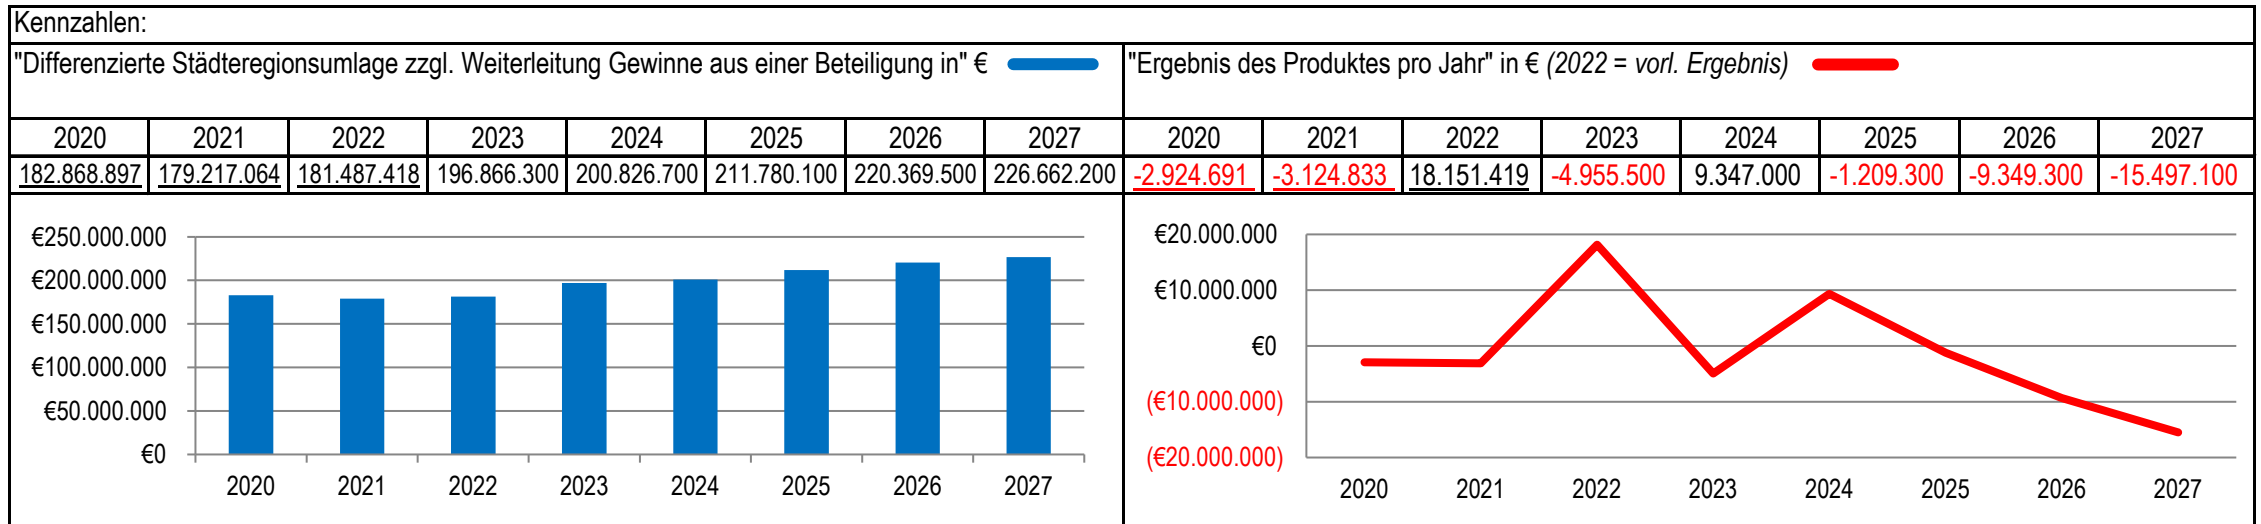 Kennzahlen:
"Differenzierte Städteregionsumlage zzgl. Weiterleitung Gewinne aus einer Beteiligung in" €
"Ergebnis des Produktes pro Jahr" in € (2022 = vorl. Ergebnis)
2020 2021 2022 2023 2024 2025 2026 2027
182.868.897 179.217.064 181.487.418 196.866.300 200.826.700 211.780.100 220.369.500 226.662.200
2020 2021 2022 2023 2024 2025 2026 2027
-2.924.691 -3.124.833 18.151.419 -4.955.500 9.347.000 -1.209.300 -9.349.300 -15.497.100
€250.000.000
€200.000.000
€150.000.000
€100.000.000
€50.000.000
€0
2020 2021 2022 2023 2024 2025 2026 2027
€20.000.000
€10.000.000
€0
(€10.000.000)
(€20.000.000)
2020 2021 2022 2023 2024 2025 2026 2027